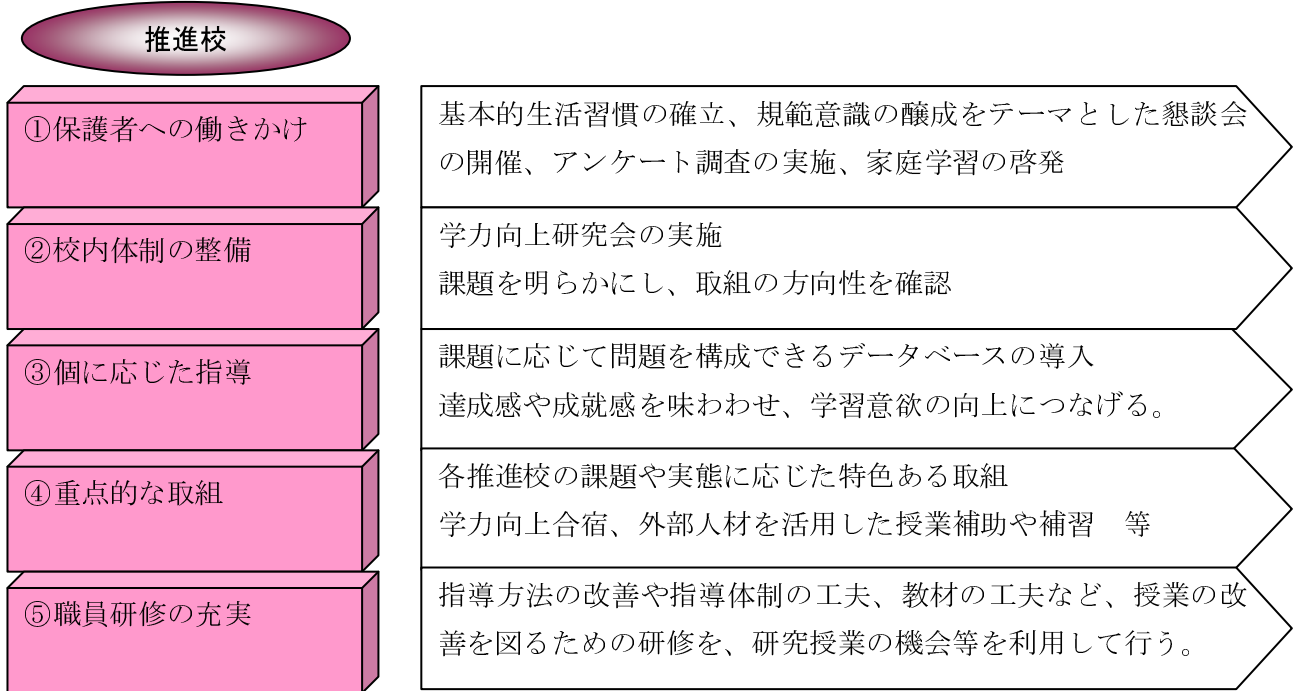 推進校
①保護者への働きかけ
基本的生活習慣の確立、規範意識の醸成をテーマとした懇談会
の開催、アンケート調査の実施、家庭学習の啓発
②校内体制の整備
学力向上研究会の実施
課題を明らかにし、取組の方向性を確認
③個に応じた指導
課題に応じて問題を構成できるデータベースの導入
達成感や成就感を味わわせ、学習意欲の向上につなげる。
④重点的な取組
各推進校の課題や実態に応じた特色ある取組
学力向上合宿、外部人材を活用した授業補助や補習　等
⑤職員研修の充実
指導方法の改善や指導体制の工夫、教材の工夫など、授業の改
善を図るための研修を、研究授業の機会等を利用して行う。